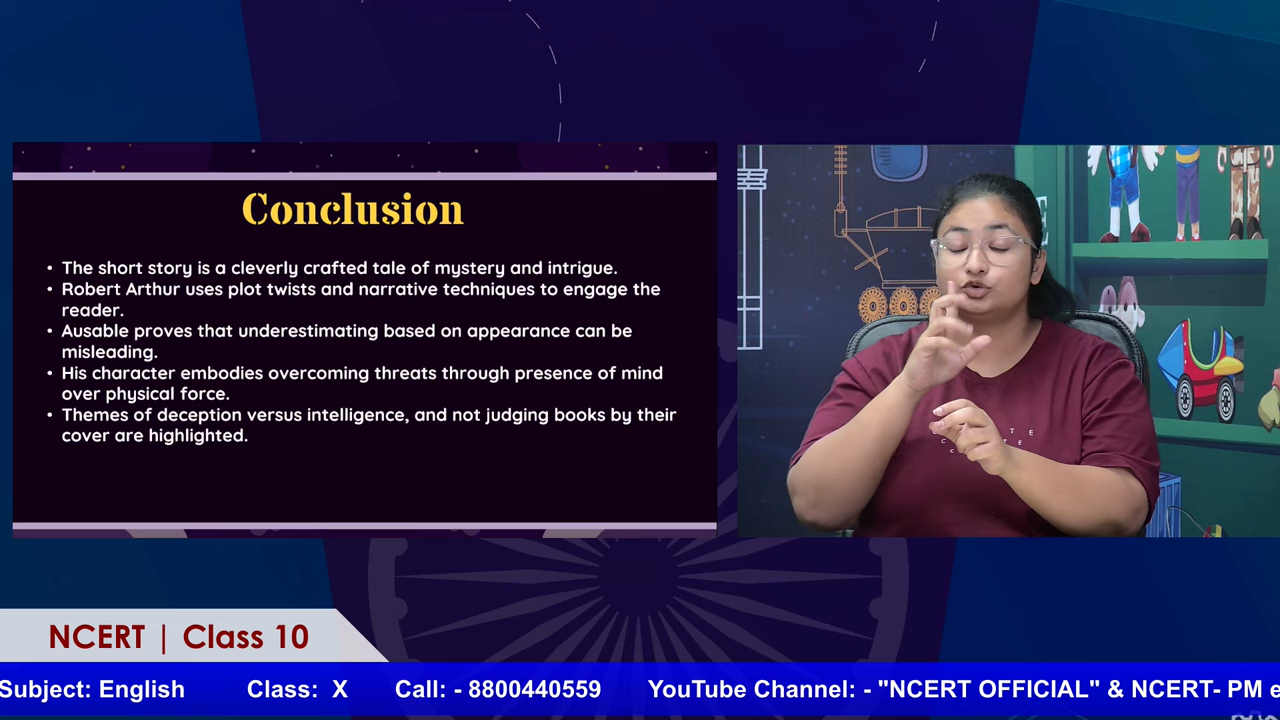 Conclusion
• The short story is a cleverly crafted tale of mystery and intrigue.
• Robert Arthur uses plot twists and narrative techniques to engage the
reader.
• Ausable proves that underestimating based on appearance can be
misleading.
• His character embodies overcoming threats through presence of mind
over physical force.
• Themes of deception versus intelligence, and not judging books by their
cover are highlighted.
NCERT | Class 10
Subject: English Class: X Call: - 8800440559 YouTube Channel: - "NCERT OFFICIAL" & NCERT- PM e